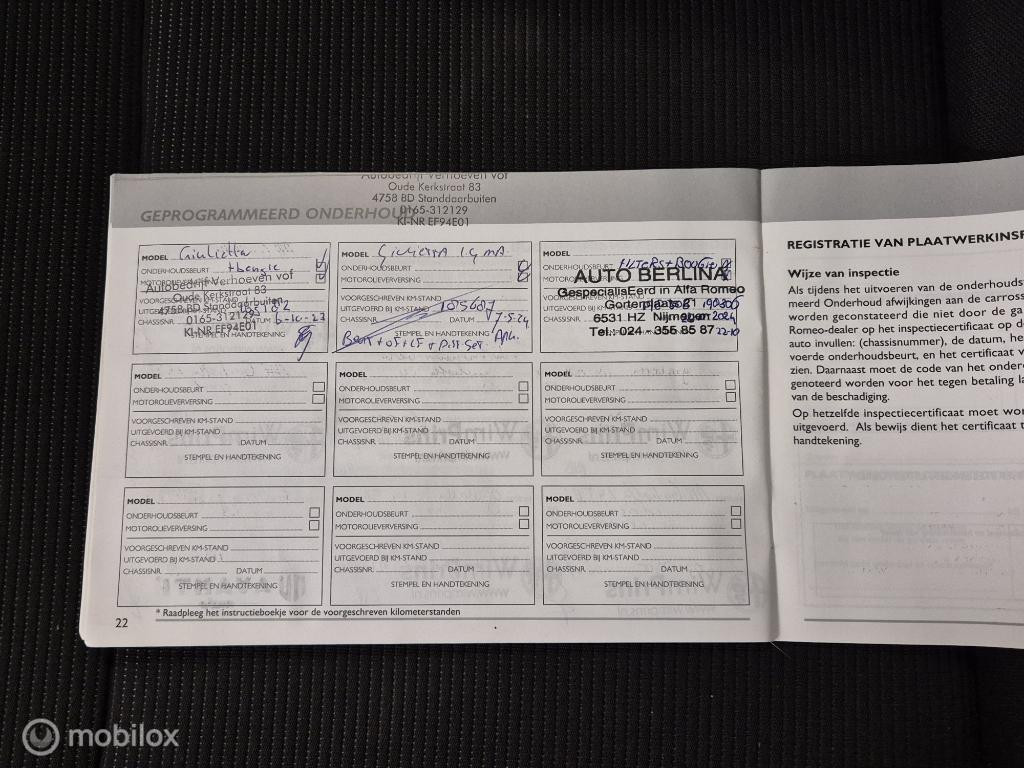 Autobedrijf Verhoeven vof
Oude Kerkstraat 83
4758 BD Standdaarbuiten
0165-312129
KI-NR EF94E01
GEPROGRAMMEERD ONDERHOUD
MODEL Giulietta
ONDERHOUDSBEURT
MOTOROLIEVERVERSING
VOORGESCHREVEN KM-STAND
UITGEVOERD BIJ KM-STAND
CHASSISNR. DATUM 6-10-23
STEMPEL EN HANDTEKENING
Autobedrijf Verhoeven vof
Oude Kerkstraat 83
4758 BD Standdaarbuiten
0165-312129
KI-NR EF94E01
MODEL Giulietta 1.4 MA
ONDERHOUDSBEURT
MOTOROLIEVERVERSING
VOORGESCHREVEN KM-STAND
UITGEVOERD BIJ KM-STAND
CHASSISNR. DATUM 7-5-24
STEMPEL EN HANDTEKENING
MODEL
ONDERHOUDSBEURT FILTERS + BOUGIES
MOTOROLIEVERVERSING
AUTO BERLINA
GespecialisEerd in Alfa Romeo
6531 HZ Nijmegen
Tel.: 024 - 355 85 87
MODEL
ONDERHOUDSBEURT
MOTOROLIEVERVERSING
VOORGESCHREVEN KM-STAND
UITGEVOERD BIJ KM-STAND
CHASSISNR. DATUM
STEMPEL EN HANDTEKENING
MODEL
ONDERHOUDSBEURT
MOTOROLIEVERVERSING
VOORGESCHREVEN KM-STAND
UITGEVOERD BIJ KM-STAND
CHASSISNR. DATUM
STEMPEL EN HANDTEKENING
MODEL
ONDERHOUDSBEURT
MOTOROLIEVERVERSING
VOORGESCHREVEN KM-STAND
UITGEVOERD BIJ KM-STAND
CHASSISNR. DATUM
STEMPEL EN HANDTEKENING
MODEL
ONDERHOUDSBEURT
MOTOROLIEVERVERSING
VOORGESCHREVEN KM-STAND
UITGEVOERD BIJ KM-STAND
CHASSISNR. DATUM
STEMPEL EN HANDTEKENING
MODEL
ONDERHOUDSBEURT
MOTOROLIEVERVERSING
VOORGESCHREVEN KM-STAND
UITGEVOERD BIJ KM-STAND
CHASSISNR. DATUM
STEMPEL EN HANDTEKENING
MODEL
ONDERHOUDSBEURT
MOTOROLIEVERVERSING
VOORGESCHREVEN KM-STAND
UITGEVOERD BIJ KM-STAND
CHASSISNR. DATUM
STEMPEL EN HANDTEKENING
* Raadpleeg het instructieboekje voor de voorgeschreven kilometerstanden
22
REGISTRATIE VAN PLAATWERKINSP
Wijze van inspectie
Als tijdens het uitvoeren van de onderhoudst
meerd Onderhoud afwijkingen aan de carross
worden geconstateerd die niet door de ga
Romeo-dealer op het inspectiecertificaat op d
auto invullen: (chassisnummer), de datum, he
voerde onderhoudsbeurt, en het certificaat v
zien. Daarnaast moet de code van het onder
genoteerd worden voor het tegen betaling la
van de beschadiging.
Op hetzelfde inspectiecertificaat moet wor
uitgevoerd. Als bewijs dient het certificaat t
handtekening.
mobilox